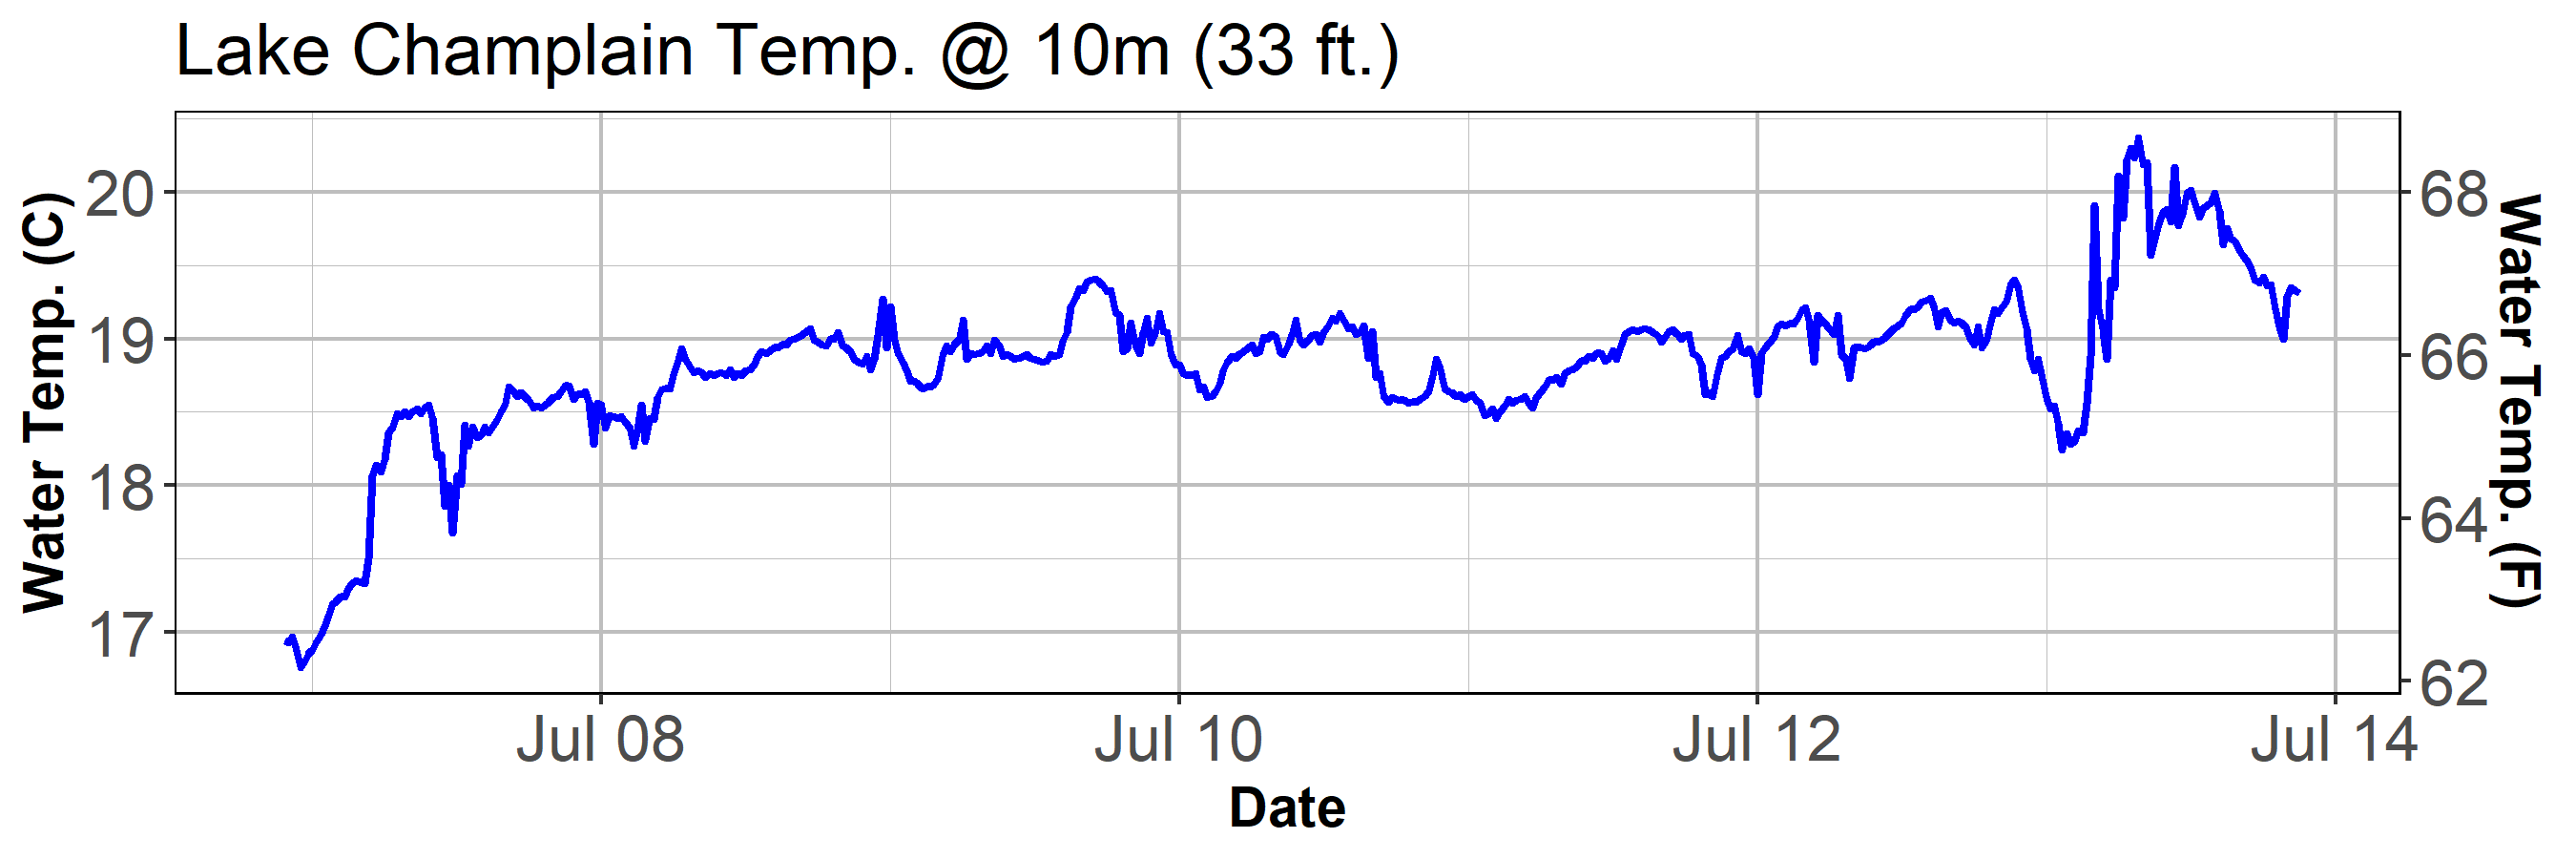 Lake Champlain Temp. @ 10m (33 ft.)
Water Temp. (C)
20
19
18
17
68
66
64
62
Water Temp. (F)
Jul 08
Jul 10
Jul 12
Jul 14
Date